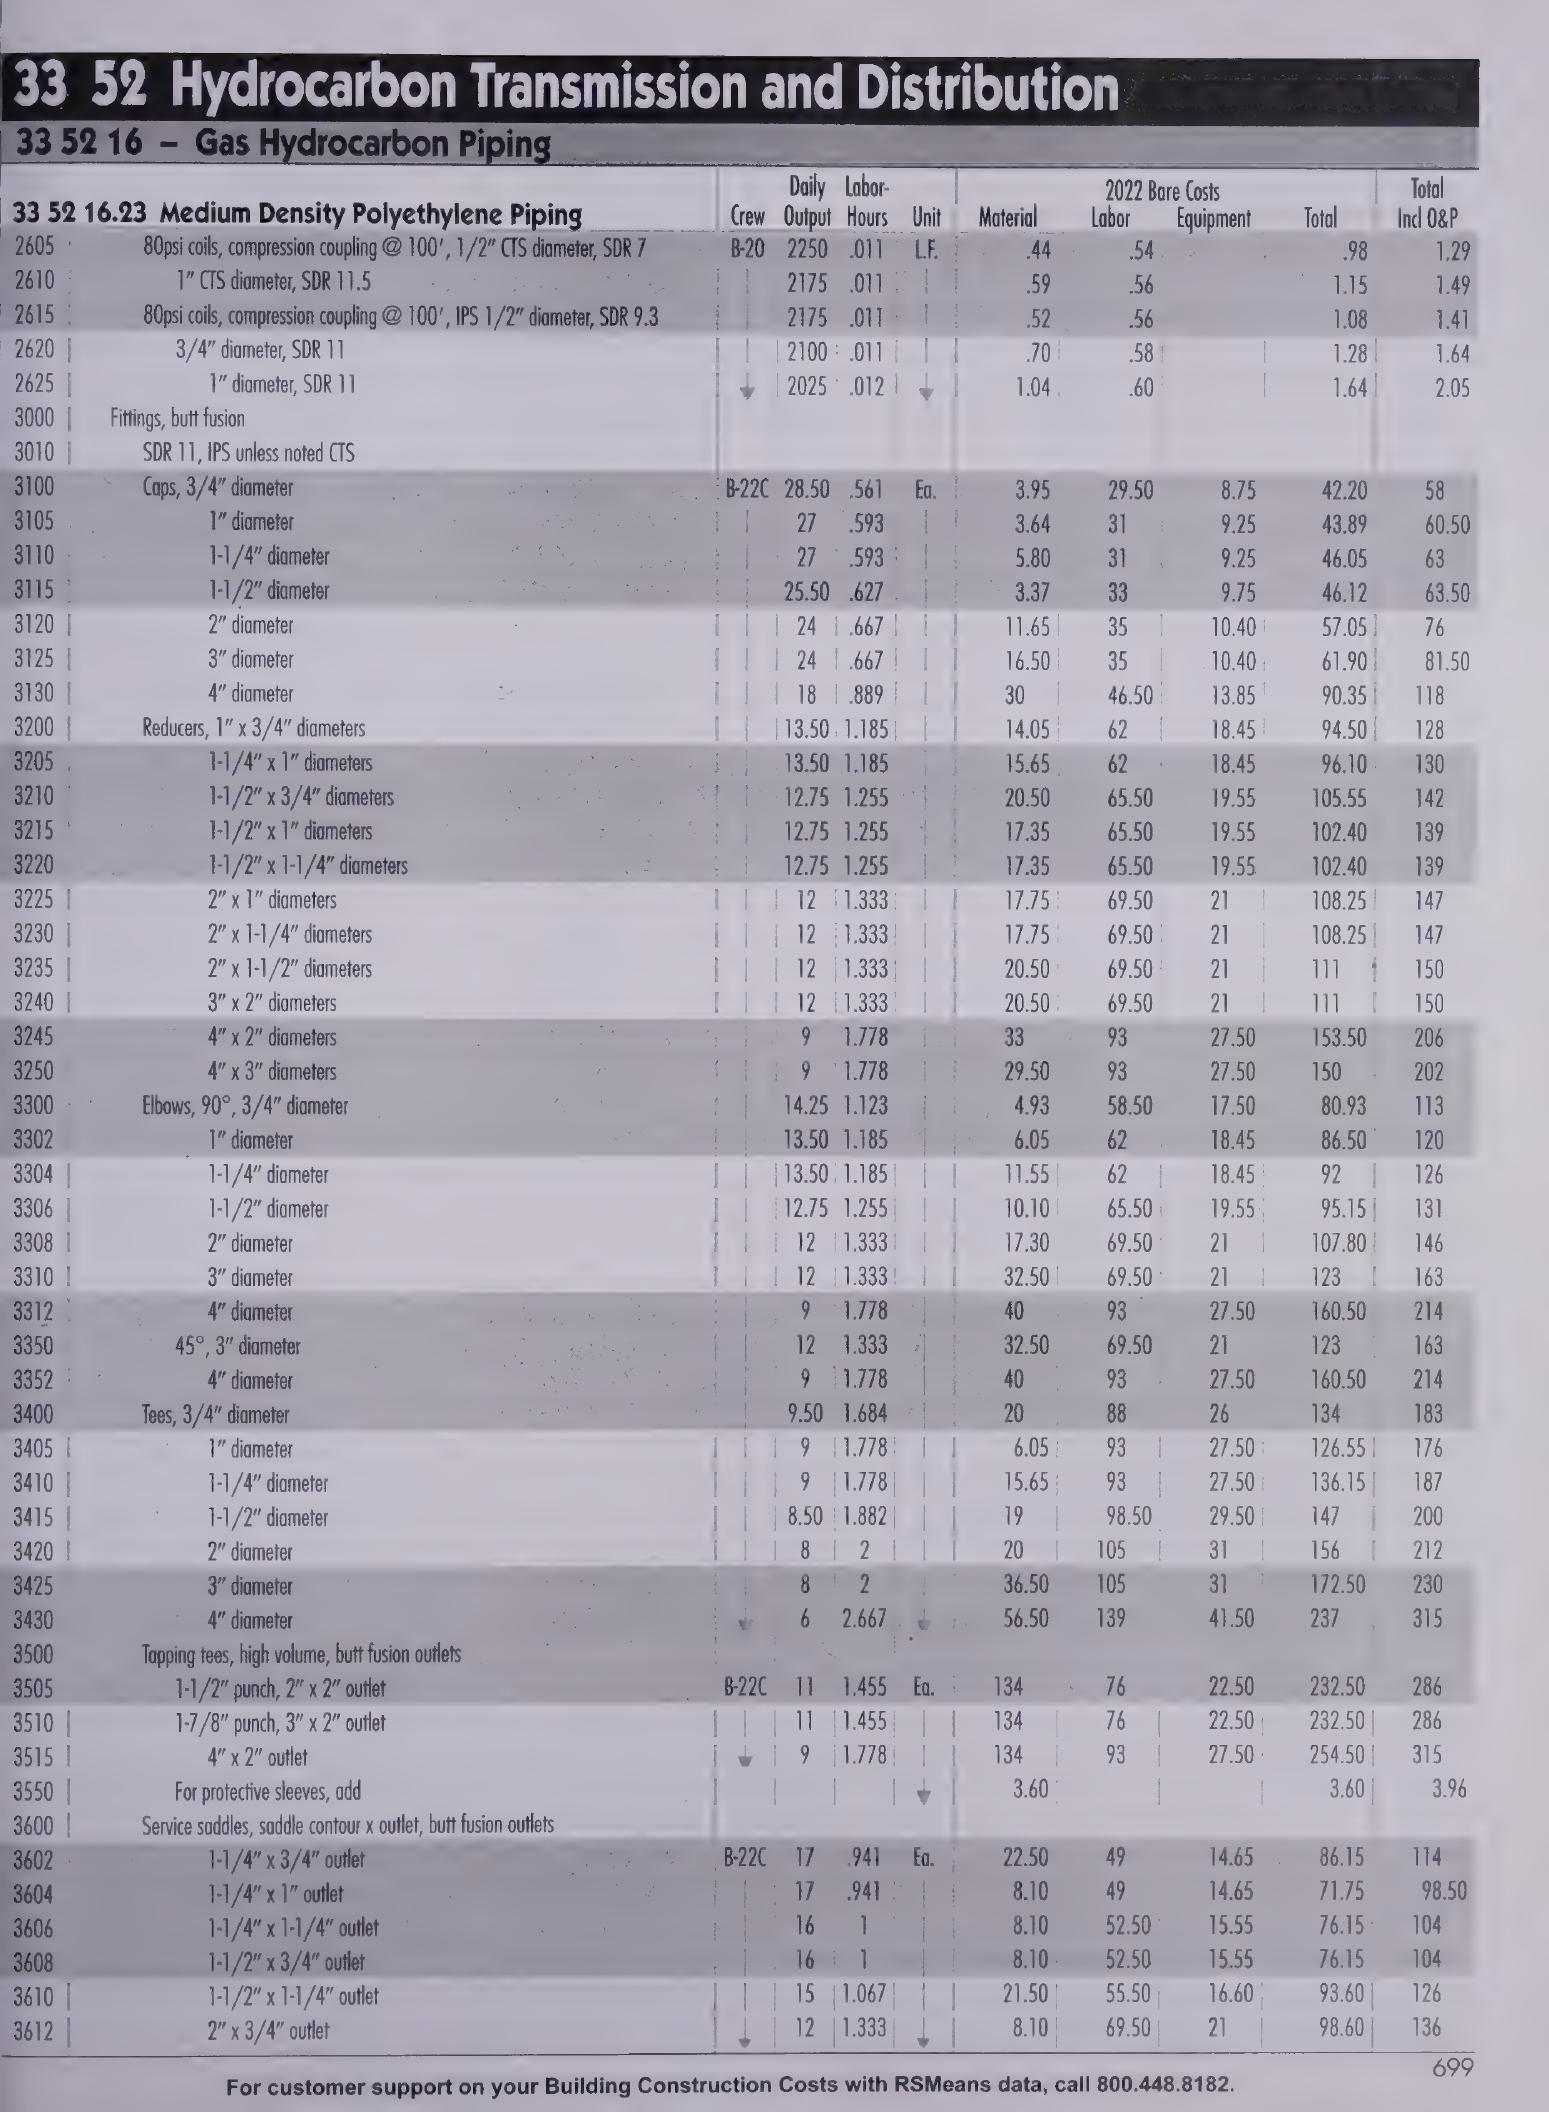 33 52 Hydrocarbon Transmission and Distribution
33 52 16 – Gas Hydrocarbon Piping
33 52 16.23 Medium Density Polyethylene Piping Crew Daily Output Labor-Hours Unit 2022 Bare Costs Material Labor Equipment Total Total Incl O&P
2605 80psi coils, compression coupling @ 100', 1/2" CTS diameter, SDR 7 B-20 2250 .011 L.F. .44 .54 .98 1.29
2610 1" CTS diameter, SDR 11.5 2175 .011 .59 .56 1.15 1.49
2615 80psi coils, compression coupling @ 100', IPS 1/2" diameter, SDR 9.3 2175 .011 .52 .56 1.08 1.41
2620 3/4" diameter, SDR 11 2100 .011 .70 .58 1.28 1.64
2625 1" diameter, SDR 11 2025 .012 1.04 .60 1.64 2.05
3000 Fittings, butt fusion
3010 SDR 11, IPS unless noted CTS
3100 Caps, 3/4" diameter B-22C 28.50 .561 Ea. 3.95 29.50 8.75 42.20 58
3105 1" diameter 27 .593 3.64 31 9.25 43.89 60.50
3110 1-1/4" diameter 27 .593 5.80 31 9.25 46.05 63
3115 1-1/2" diameter 25.50 .627 3.37 33 9.75 46.12 63.50
3120 2" diameter 24 .667 11.65 35 10.40 57.05 76
3125 3" diameter 24 .667 16.50 35 10.40 61.90 81.50
3130 4" diameter 18 .889 30 46.50 13.85 90.35 118
3200 Reducers, 1" x 3/4" diameters 13.50 1.185 14.05 62 18.45 94.50 128
3205 1-1/4" x 1" diameters 13.50 1.185 15.65 62 18.45 96.10 130
3210 1-1/2" x 3/4" diameters 12.75 1.255 20.50 65.50 19.55 105.55 142
3215 1-1/2" x 1" diameters 12.75 1.255 17.35 65.50 19.55 102.40 139
3220 1-1/2" x 1-1/4" diameters 12.75 1.255 17.35 65.50 19.55 102.40 139
3225 2" x 1" diameters 12 1.333 17.75 69.50 21 108.25 147
3230 2" x 1-1/4" diameters 12 1.333 17.75 69.50 21 108.25 147
3235 2" x 1-1/2" diameters 12 1.333 20.50 69.50 21 111 150
3240 3" x 2" diameters 12 1.333 20.50 69.50 21 111 150
3245 4" x 2" diameters 9 1.778 33 93 27.50 153.50 206
3250 4" x 3" diameters 9 1.778 29.50 93 27.50 150 202
3300 Elbows, 90°, 3/4" diameter 14.25 1.123 4.93 58.50 17.50 80.93 113
3302 1" diameter 13.50 1.185 6.05 62 18.45 86.50 120
3304 1-1/4" diameter 13.50 1.185 11.55 62 18.45 92 126
3306 1-1/2" diameter 12.75 1.255 10.10 65.50 19.55 95.15 131
3308 2" diameter 12 1.333 17.30 69.50 21 107.80 146
3310 3" diameter 12 1.333 32.50 69.50 21 123 163
3312 4" diameter 9 1.778 40 93 27.50 160.50 214
3350 45°, 3" diameter 12 1.333 32.50 69.50 21 123 163
3352 4" diameter 9 1.778 40 93 27.50 160.50 214
3400 Tees, 3/4" diameter 9.50 1.684 20 88 26 134 183
3405 1" diameter 9 1.778 6.05 93 27.50 126.55 176
3410 1-1/4" diameter 9 1.778 15.65 93 27.50 136.15 187
3415 1-1/2" diameter 8.50 1.882 19 98.50 29.50 147 200
3420 2" diameter 8 2 20 105 31 156 212
3425 3" diameter 8 2 36.50 105 31 172.50 230
3430 4" diameter 6 2.667 56.50 139 41.50 237 315
3500 Tapping tees, high volume, butt fusion outlets
3505 1-1/2" punch, 2" x 2" outlet B-22C 11 1.455 Ea. 134 76 22.50 232.50 286
3510 1-7/8" punch, 3" x 2" outlet 11 1.455 134 76 22.50 232.50 286
3515 4" x 2" outlet 9 1.778 134 93 27.50 254.50 315
3550 For protective sleeves, add 3.60 3.60 3.96
3600 Service saddles, saddle contour x outlet, butt fusion outlets
3602 1-1/4" x 3/4" outlet B-22C 17 .941 Ea. 22.50 49 14.65 86.15 114
3604 1-1/4" x 1" outlet 17 .941 8.10 49 14.65 71.75 98.50
3606 1-1/4" x 1-1/4" outlet 16 1 8.10 52.50 15.55 76.15 104
3608 1-1/2" x 3/4" outlet 16 1 8.10 52.50 15.55 76.15 104
3610 1-1/2" x 1-1/4" outlet 15 1.067 21.50 55.50 16.60 93.60 126
3612 2" x 3/4" outlet 12 1.333 8.10 69.50 21 98.60 136
For customer support on your Building Construction Costs with RSMeans data, call 800.448.8182.
699